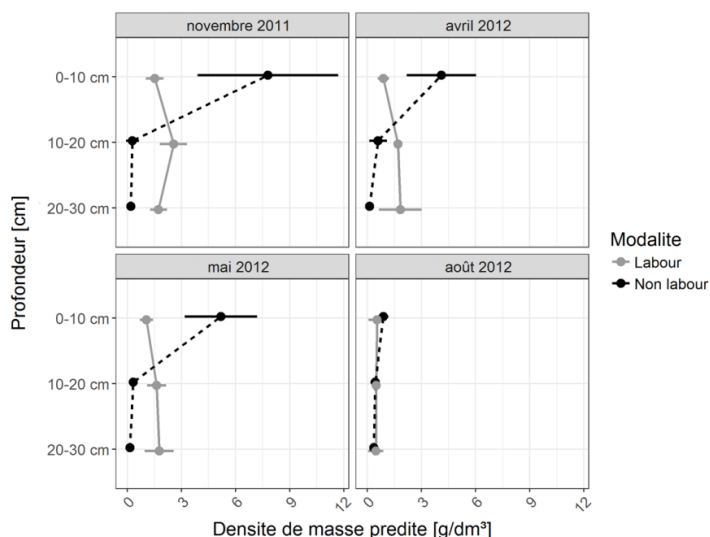 novembre 2011
avril 2012
0-10 cm
10-20 cm
20-30 cm
mai 2012
août 2012
0-10 cm
10-20 cm
20-30 cm
0 3 6 9 12
0 3 6 9 12
Profondeur [cm]
Densite de masse predite [g/dm³]
Modalite
Labour
Non labour